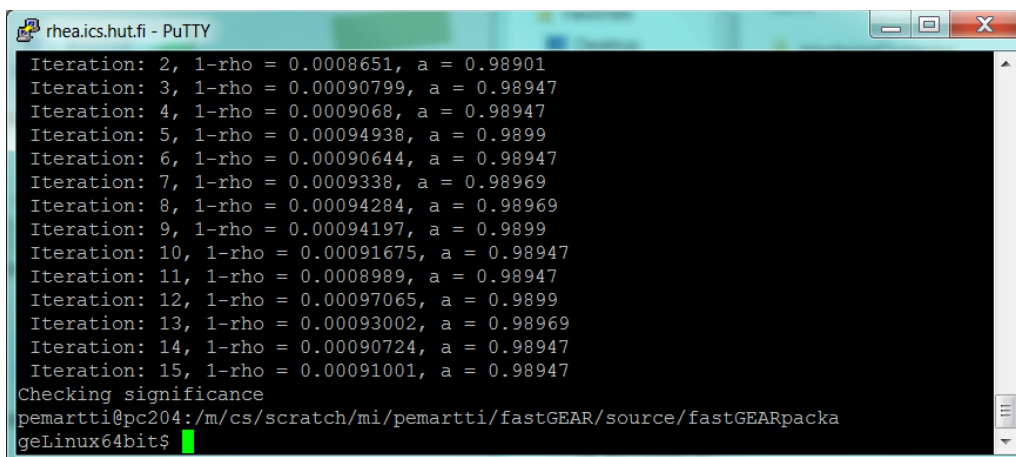 rhea.ics.hut.fi - PuTTY
Iteration: 2, 1-rho = 0.0008651, a = 0.98901
Iteration: 3, 1-rho = 0.00090799, a = 0.98947
Iteration: 4, 1-rho = 0.0009068, a = 0.98947
Iteration: 5, 1-rho = 0.00094938, a = 0.9899
Iteration: 6, 1-rho = 0.00090644, a = 0.98947
Iteration: 7, 1-rho = 0.0009338, a = 0.98969
Iteration: 8, 1-rho = 0.00094284, a = 0.98969
Iteration: 9, 1-rho = 0.00094197, a = 0.9899
Iteration: 10, 1-rho = 0.00091675, a = 0.98947
Iteration: 11, 1-rho = 0.0008989, a = 0.98947
Iteration: 12, 1-rho = 0.00097065, a = 0.9899
Iteration: 13, 1-rho = 0.00093002, a = 0.98969
Iteration: 14, 1-rho = 0.00090724, a = 0.98947
Iteration: 15, 1-rho = 0.00091001, a = 0.98947
Checking significance
pemartti@pc204:/m/cs/scratch/mi/pemartti/fastGEAR/source/fastGEARpacka
geLinux64bit$